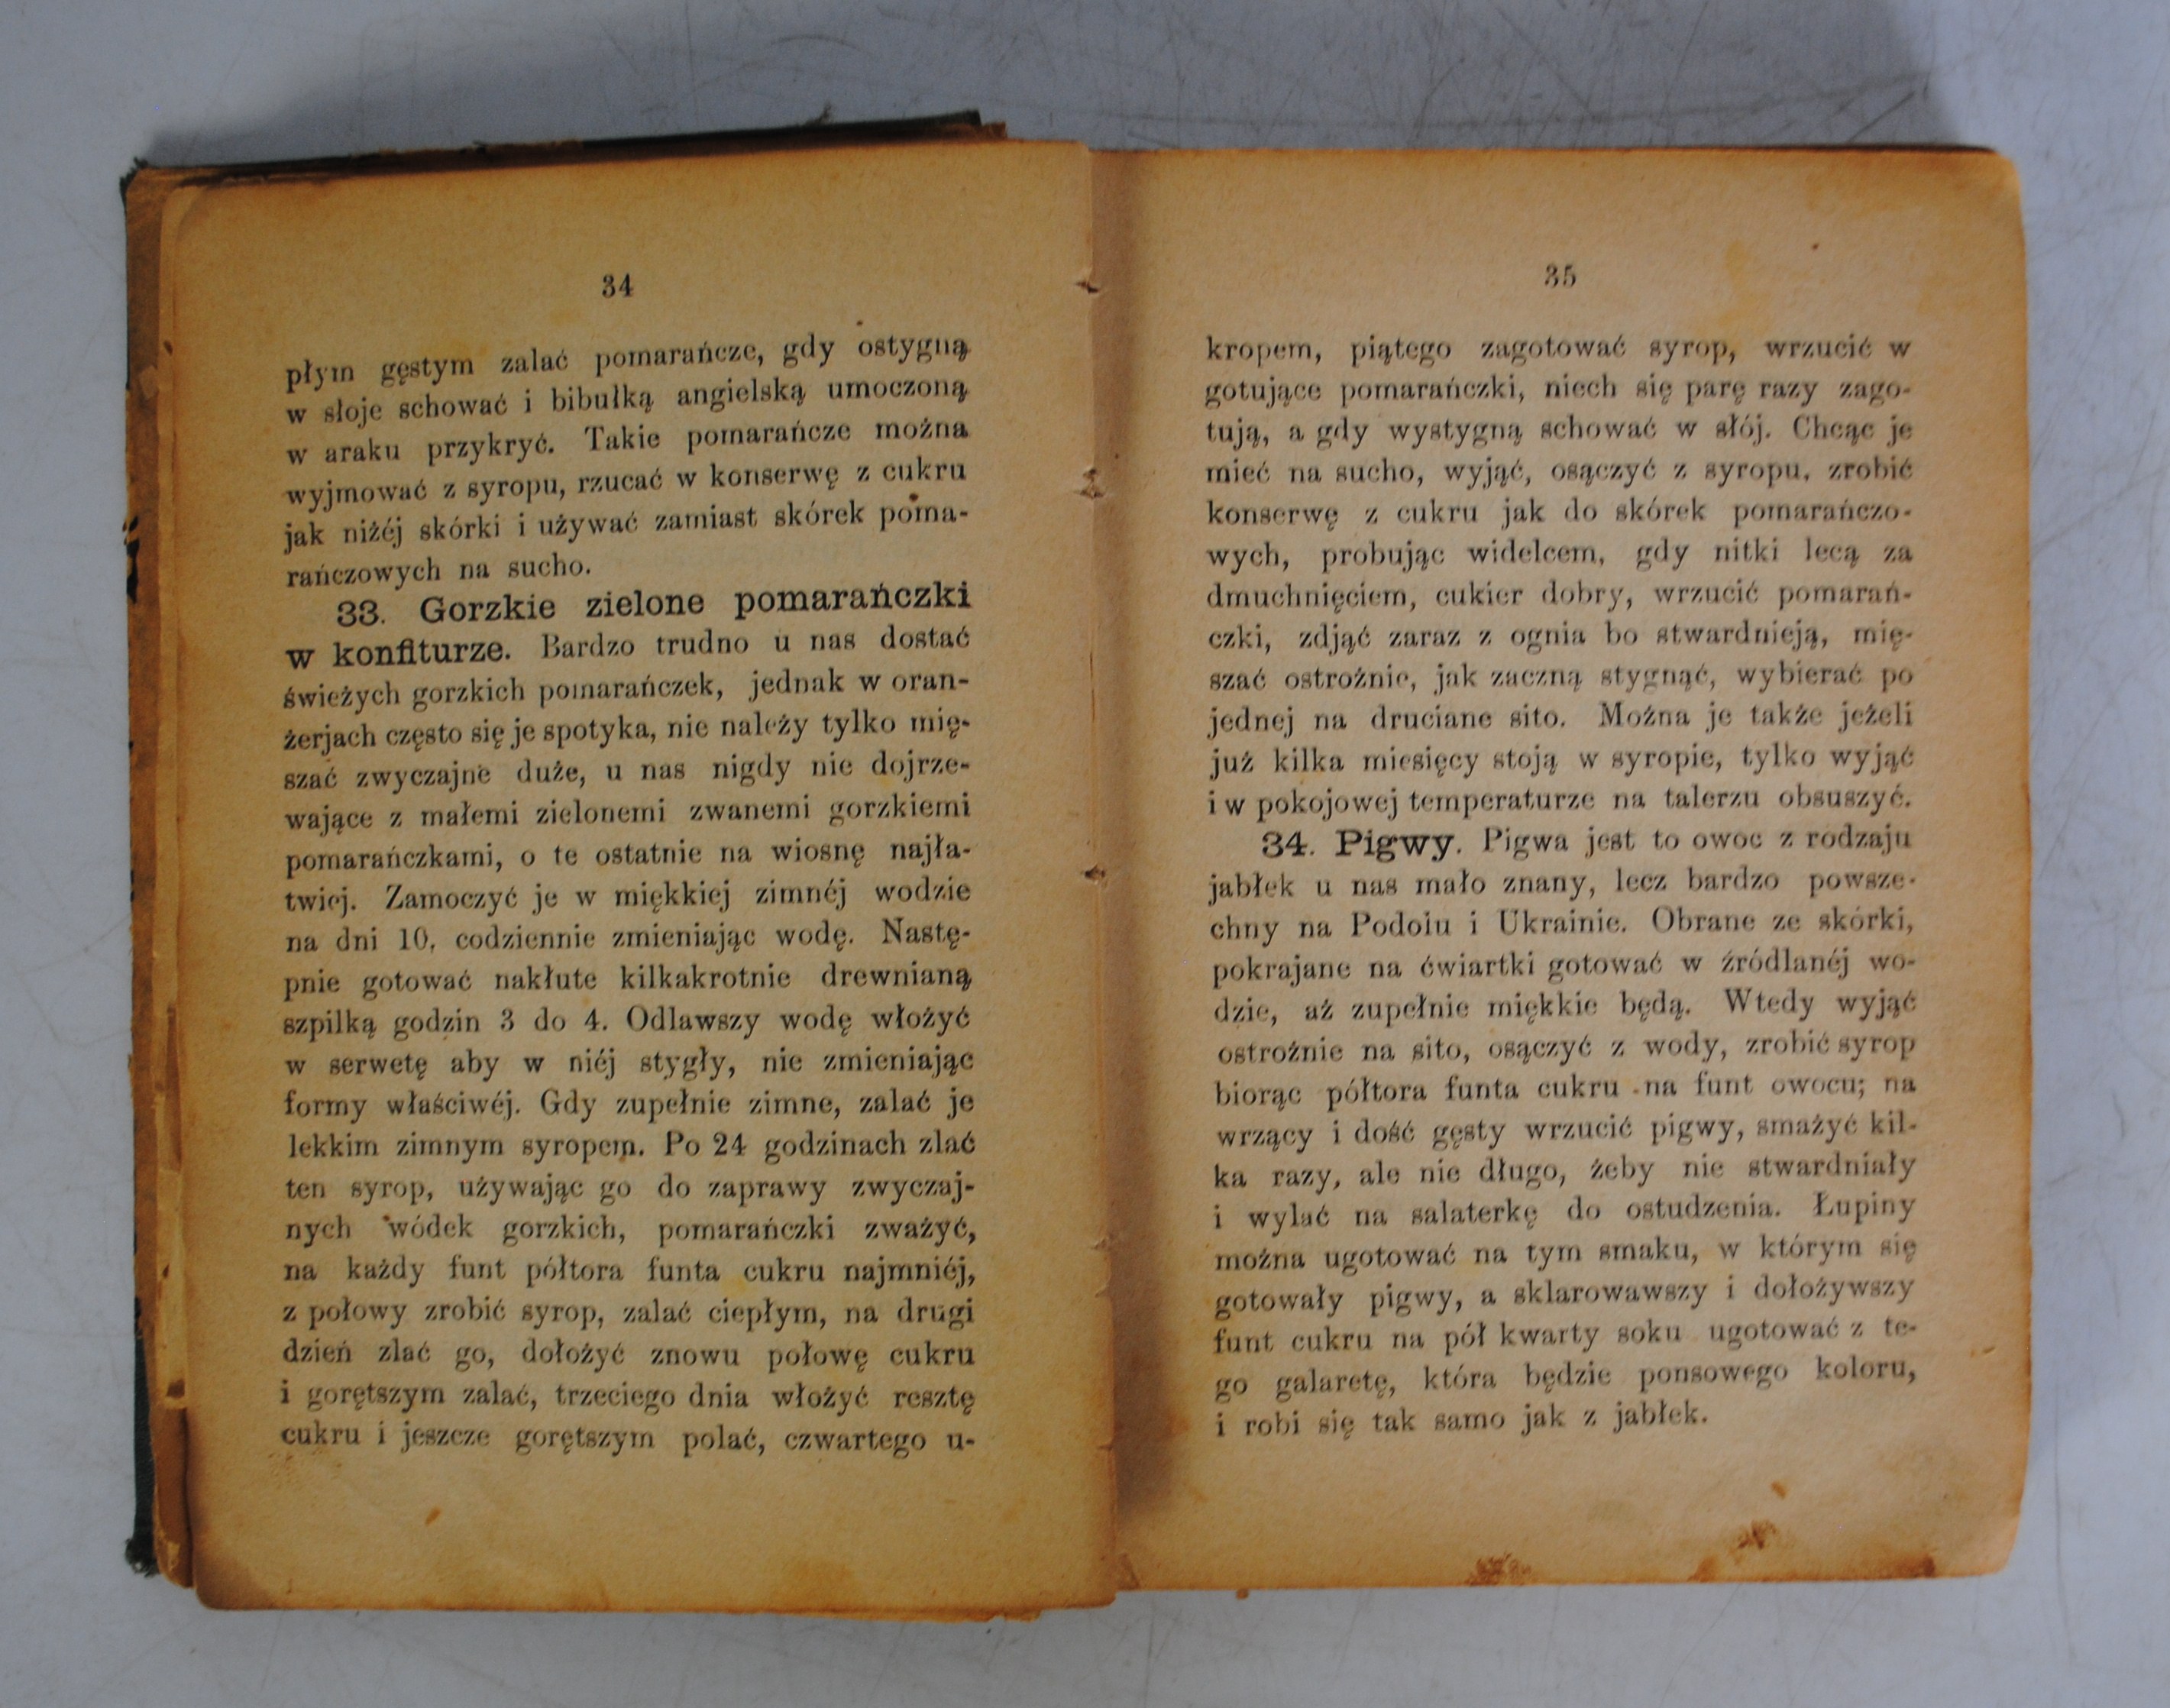 34
płym gęstym zalać pomarańcze, gdy ostygną
w słoje schować i bibułką angielską umoczoną
w araku przykryć. Takie pomarańcze można
wyjmować z syropu, rzucać w konserwę z cukru
jak niżéj skórki i używać zamiast skórek poma-
rańczowych na sucho.
33. Gorzkie zielone pomarańczki
w konfiturze. Bardzo trudno u nas dostać
świeżych gorzkich pomarańczek, jednak w oran-
żerjach często się je spotyka, nie należy tylko mię-
szać zwyczajne duże, u nas nigdy nie dojrze-
wające z małemi zielonemi zwanemi gorzkiemi
pomarańczkami, o te ostatnie na wiosnę najła-
twiej. Zamoczyć je w miękkiej zimnéj wodzie
na dni 10, codziennie zmieniając wodę. Nastę-
pnie gotować nakłute kilkakrotnie drewnianą
szpilką godzin 3 do 4. Odlawszy wodę włożyć
w serwetę aby w niéj stygły, nie zmieniając
formy właściwéj. Gdy zupełnie zimne, zalać je
lekkim zimnym syropem. Po 24 godzinach zlać
ten syrop, używając go do zaprawy zwyczaj-
nych wódek gorzkich, pomarańczki zważyć,
na każdy funt półtora funta cukru najmniéj,
z połowy zrobić syrop, zalać ciepłym, na drugi
dzień zlać go, dołożyć znowu połowę cukru
i gorętszym zalać, trzeciego dnia włożyć resztę
cukru i jeszcze gorętszym polać, czwartego u-
35
kropem, piątego zagotować syrop, wrzucić w
gotujące pomarańczki, niech się parę razy zago-
tują, a gdy wystygną schować w słój. Chcąc je
mieć na sucho, wyjąć, osączyć z syropu, zrobić
konserwę z cukru jak do skórek pomarańczo-
wych, probując widelcem, gdy nitki lecą za
dmuchnięciem, cukier dobry, wrzucić pomarań-
czki, zdjąć zaraz z ognia bo stwardnieją, mię-
szać ostrożnie, jak zaczną stygnąć, wybierać po
jednej na druciane sito. Można je także jeżeli
już kilka miesięcy stoją w syropie, tylko wyjąć
i w pokojowej temperaturze na talerzu obsuszyć.
34. Pigwy. Pigwa jest to owoc z rodzaju
jabłek u nas mało znany, lecz bardzo powsze-
chny na Podolu i Ukrainie. Obrane ze skórki,
pokrajane na ćwiartki gotować w źródlanéj wo-
dzie, aż zupełnie miękkie będą. Wtedy wyjąć
ostrożnie na sito, osączyć z wody, zrobić syrop
biorąc półtora funta cukru na funt owocu; na
wrzący i dość gęsty wrzucić pigwy, smażyć kil-
ka razy, ale nie długo, żeby nie stwardniały
i wylać na salaterkę do ostudzenia. Łupiny
można ugotować na tym smaku, w którym się
gotowały pigwy, a sklarowawszy i dołożywszy
funt cukru na pół kwarty soku ugotować z te-
go galaretę, która będzie ponsowego koloru,
i robi się tak samo jak z jabłek.